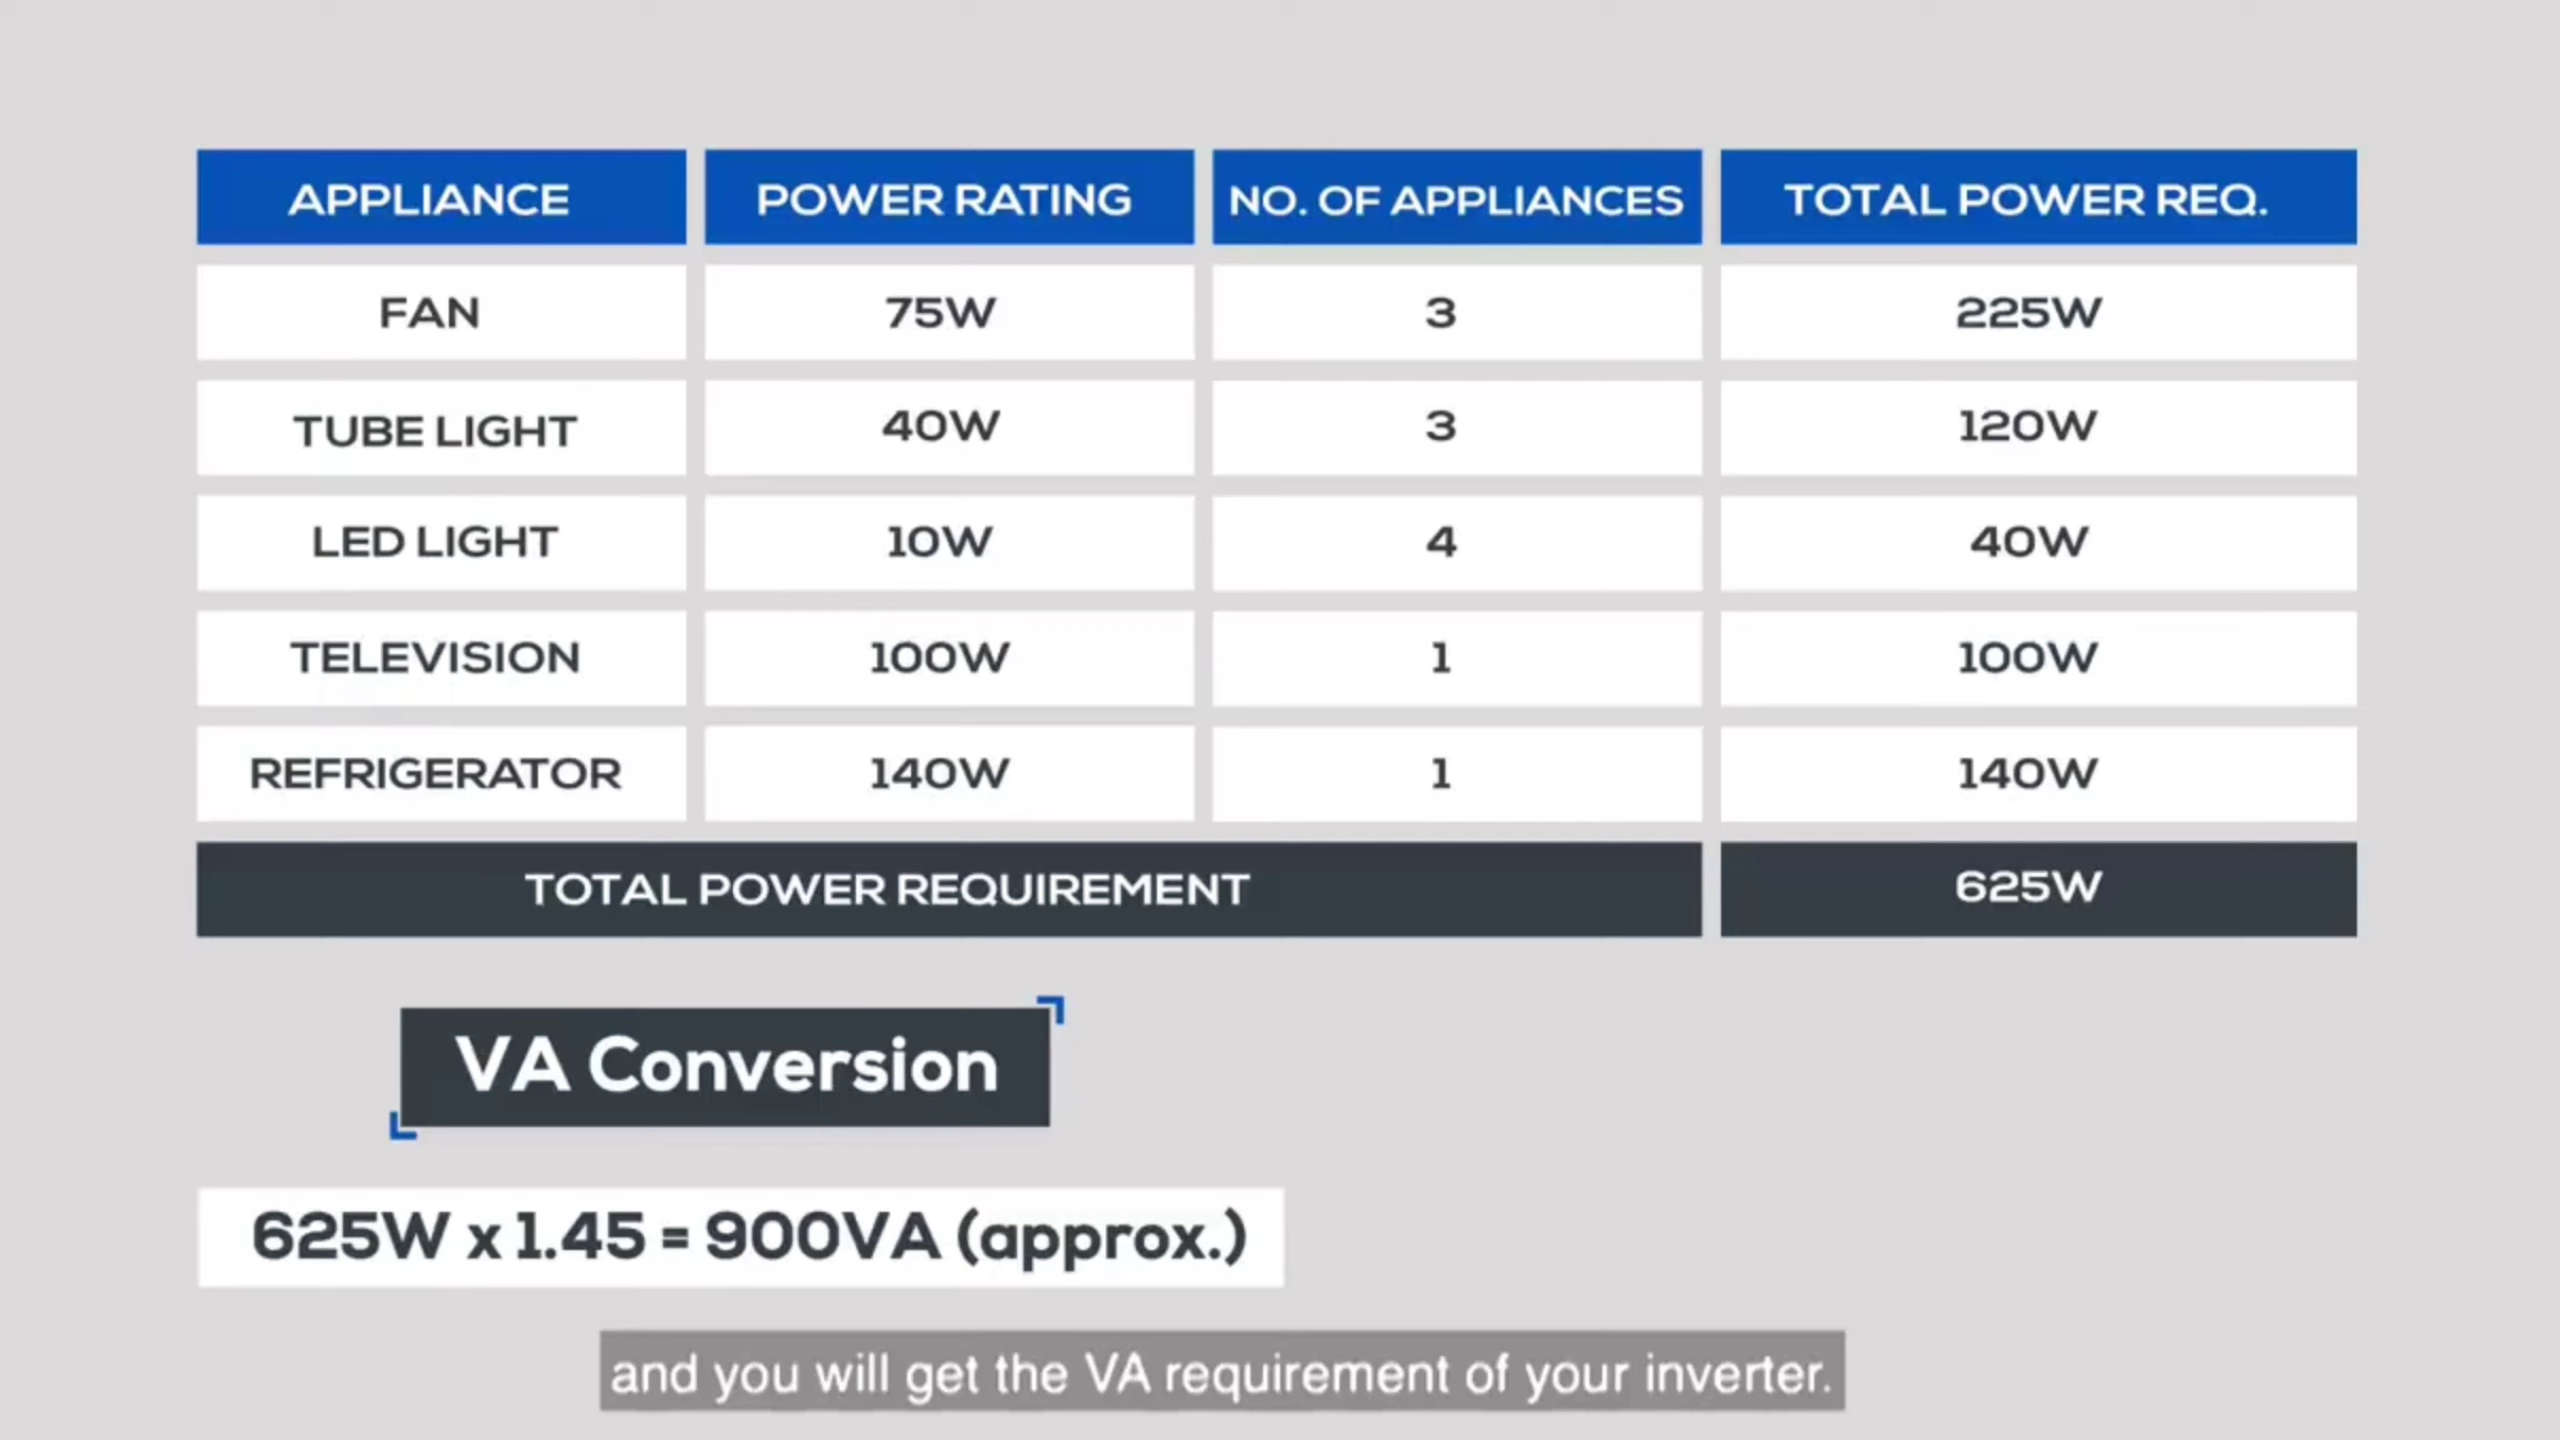 APPLIANCE POWER RATING NO. OF APPLIANCES TOTAL POWER REQ.
FAN 75W 3 225W
TUBE LIGHT 40W 3 120W
LED LIGHT 10W 4 40W
TELEVISION 100W 1 100W
REFRIGERATOR 140W 1 140W
TOTAL POWER REQUIREMENT 625W
VA Conversion
625W x 1.45 = 900VA (approx.)
and you will get the VA requirement of your inverter.